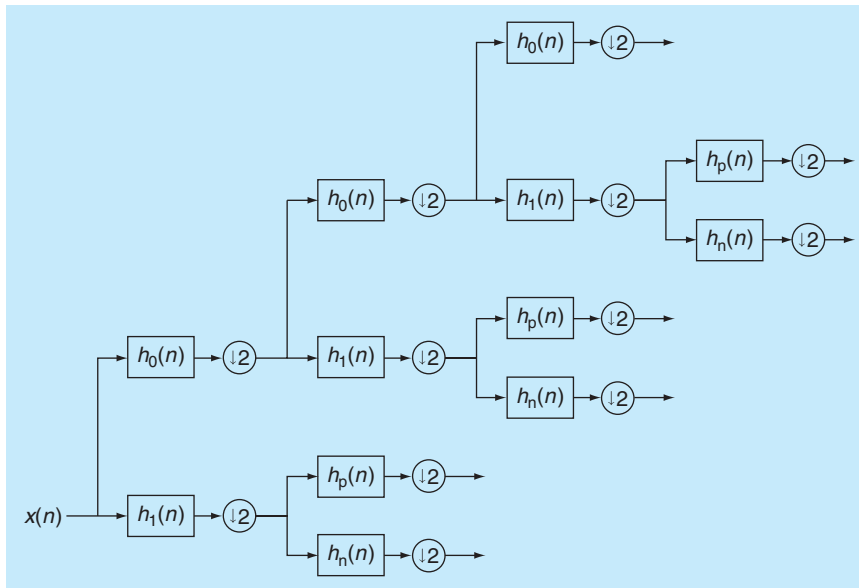 h0(n) ↓2
hp(n) ↓2
h0(n) ↓2 h1(n) ↓2
hn(n) ↓2
hp(n) ↓2
h0(n) ↓2 h1(n) ↓2
hn(n) ↓2
hp(n) ↓2
x(n) h1(n) ↓2
hn(n) ↓2